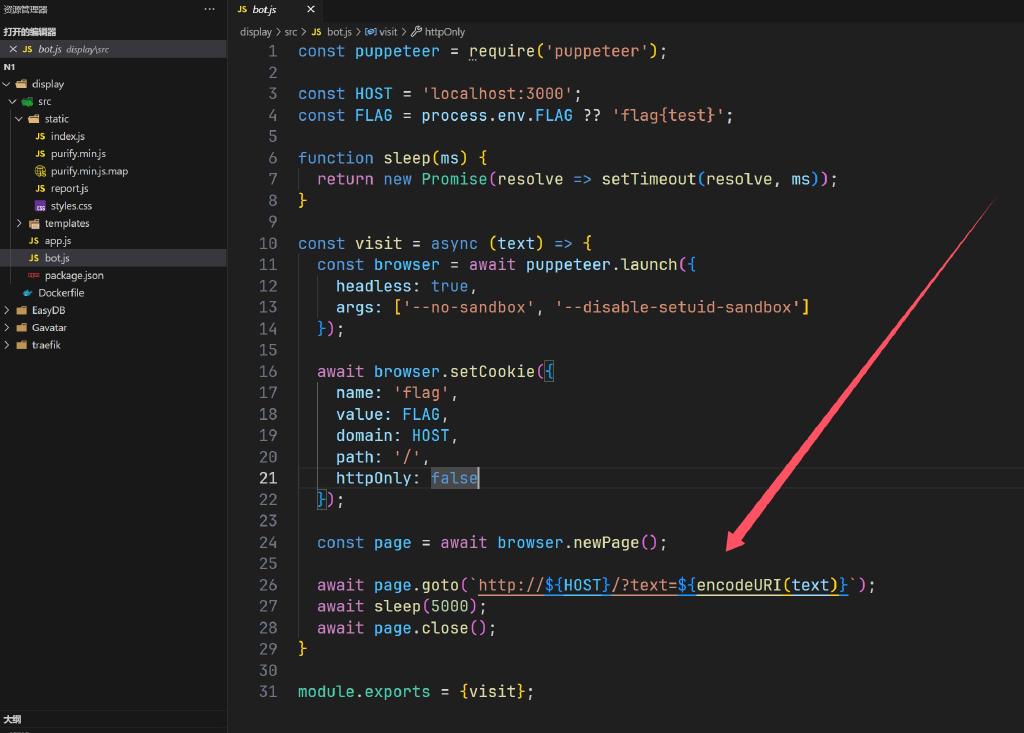 资源管理器
···
打开的编辑器
× JS bot.js display\src
N1
display
src
static
JS index.js
JS purify.min.js
purify.min.js.map
JS report.js
styles.css
templates
JS app.js
JS bot.js
package.json
Dockerfile
EasyDB
Gavatar
traefik
大纲
JS bot.js ×
display > src > JS bot.js > visit > httpOnly
1 const puppeteer = require('puppeteer');
2
3 const HOST = 'localhost:3000';
4 const FLAG = process.env.FLAG ?? 'flag{test}';
5
6 function sleep(ms) {
7 return new Promise(resolve => setTimeout(resolve, ms));
8 }
9
10 const visit = async (text) => {
11 const browser = await puppeteer.launch({
12 headless: true,
13 args: ['--no-sandbox', '--disable-setuid-sandbox']
14 });
15
16 await browser.setCookie({
17 name: 'flag',
18 value: FLAG,
19 domain: HOST,
20 path: '/',
21 httpOnly: false
22 });
23
24 const page = await browser.newPage();
25
26 await page.goto(`http://${HOST}/?text=${encodeURI(text)}`);
27 await sleep(5000);
28 await page.close();
29 }
30
31 module.exports = {visit};